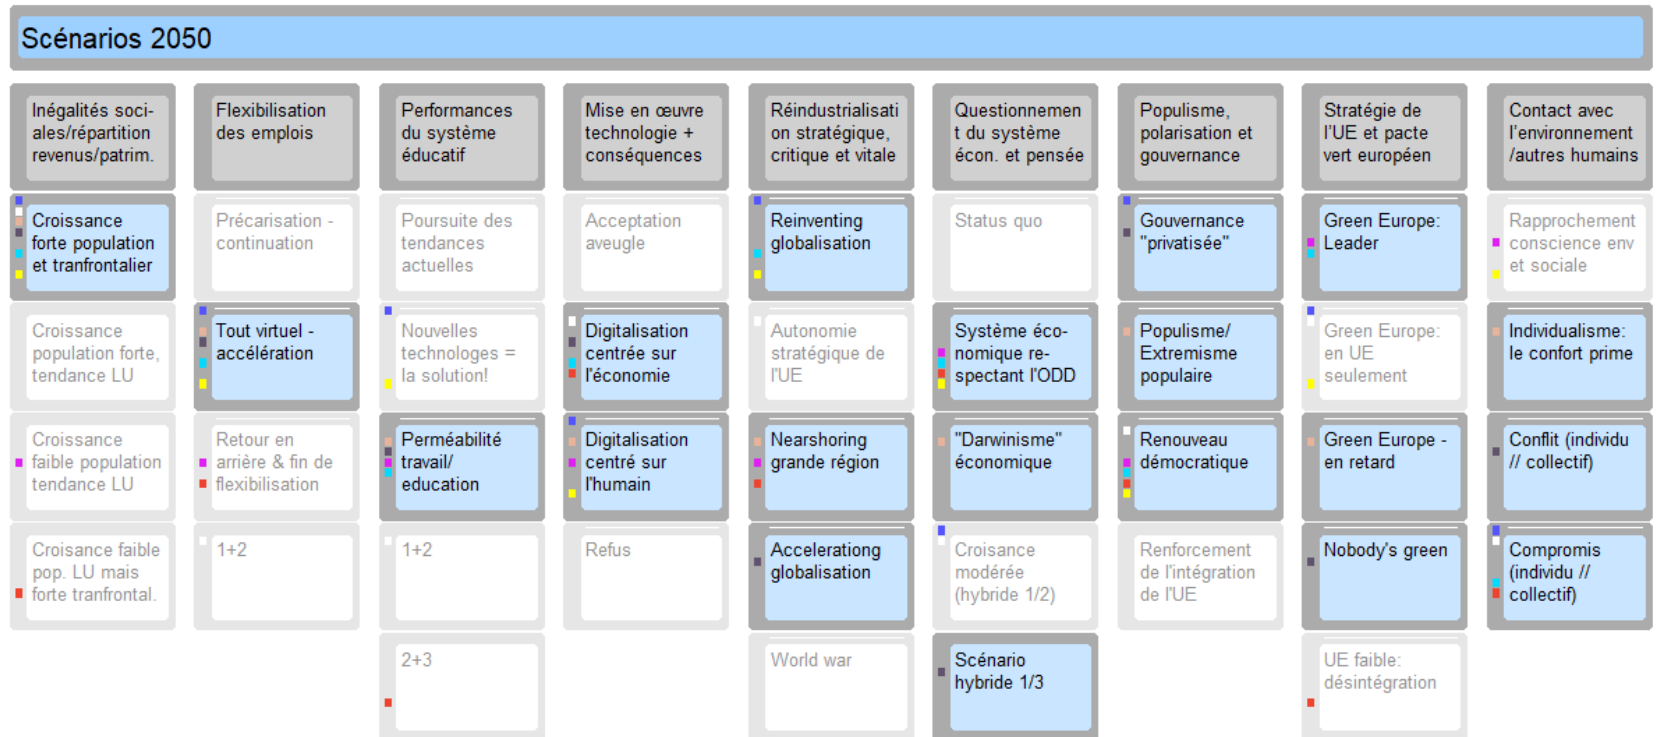 Scénarios 2050
Inégalités soci-
ales/répartition
revenus/patrim.
Flexibilisation
des emplois
Performances
du système
éducatif
Mise en œuvre
technologie +
conséquences
Réindustrialisati
on stratégique,
critique et vitale
Questionnemen
t du système
écon. et pensée
Populisme,
polarisation et
gouvernance
Stratégie de
l'UE et pacte
vert européen
Contact avec
l'environnement
/autres humains
Croissance
forte population
et tranfrontalier
Précarisation -
continuation
Poursuite des
tendances
actuelles
Acceptation
aveugle
Reinventing
globalisation
Status quo
Gouvernance
"privatisée"
Green Europe:
Leader
Rapprochement
conscience env
et sociale
Croissance
population forte,
tendance LU
Tout virtuel -
accélération
Nouvelles
technologes =
la solution!
Digitalisation
centrée sur
l'économie
Autonomie
stratégique de
l'UE
Système éco-
nomique re-
spectant l'ODD
Populisme/
Extremisme
populaire
Green Europe:
en UE
seulement
Individualisme:
le confort prime
Croissance
faible population
tendance LU
Retour en
arrière & fin de
flexibilisation
Perméabilité
travail/
education
Digitalisation
centré sur
l'humain
Nearshoring
grande région
"Darwinisme"
économique
Renouveau
démocratique
Green Europe -
en retard
Conflit (individu
// collectif)
Croisance faible
pop. LU mais
forte tranfrontal.
1+2
1+2
Refus
Accelerationg
globalisation
Croisance
modérée
(hybride 1/2)
Renforcement
de l'intégration
de l'UE
Nobody's green
Compromis
(individu //
collectif)
2+3
World war
Scénario
hybride 1/3
UE faible:
désintégration